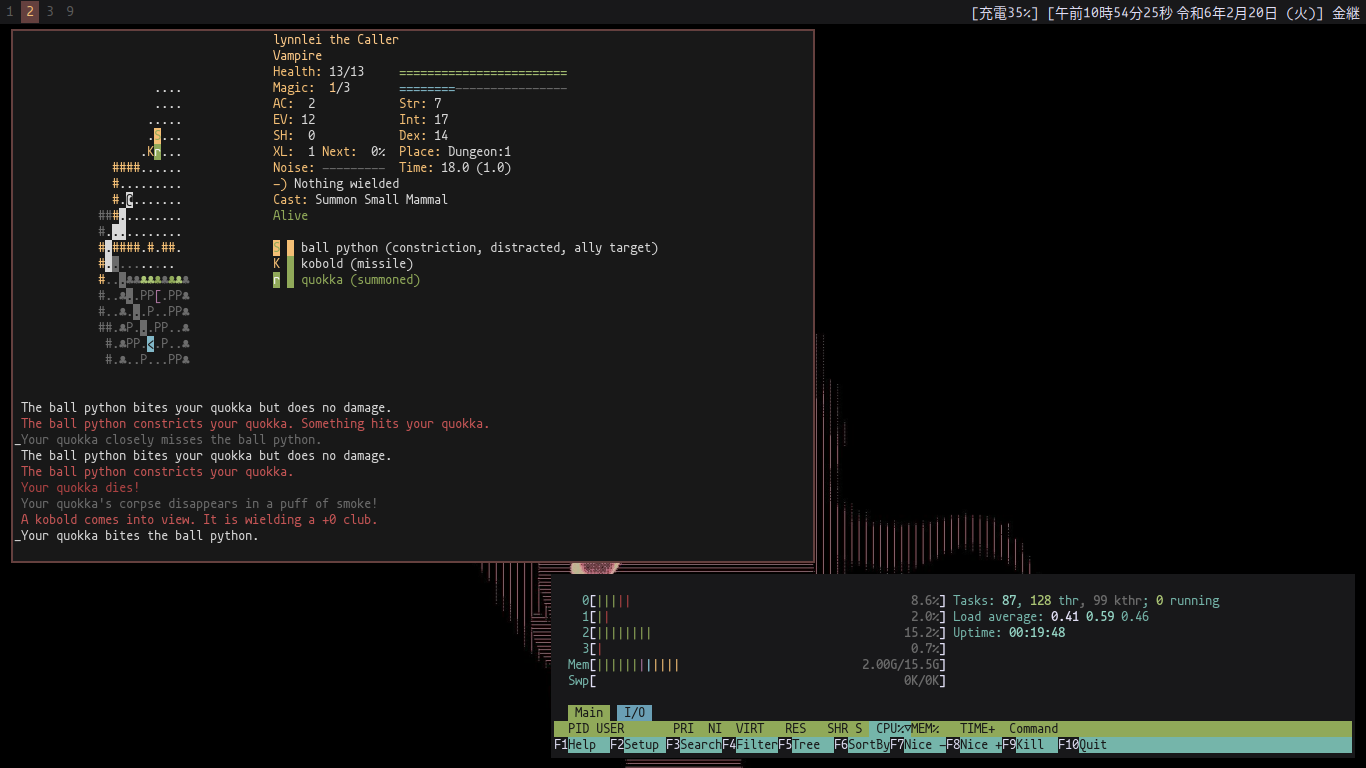 1 2 3 9
[充電35%] [午前10時54分25秒 令和6年2月20日 (火)] 金継
lynnlei the Caller
Vampire
Health: 13/13 ========================
Magic: 1/3 ========----------------
AC: 2 Str: 7
EV: 12 Int: 17
SH: 0 Dex: 14
XL: 1 Next: 0% Place: Dungeon:1
Noise: --------- Time: 18.0 (1.0)
-) Nothing wielded
Cast: Summon Small Mammal
Alive
S ball python (constriction, distracted, ally target)
K kobold (missile)
r quokka (summoned)
....
....
.....
.S...
.Kr...
####......
#.........
#.@.......
###.........
#...........
#.####.#.##.
#..........
#..♣♣♣♣♣♣♣♣♣
#..♣..PP[.PP♣
#..♣...P..PP♣
##.♣P...PP..♣
#.♣PP.<.P..♣
#.♣..P...PP♣
The ball python bites your quokka but does no damage.
The ball python constricts your quokka. Something hits your quokka.
_Your quokka closely misses the ball python.
The ball python bites your quokka but does no damage.
The ball python constricts your quokka.
Your quokka dies!
Your quokka's corpse disappears in a puff of smoke!
A kobold comes into view. It is wielding a +0 club.
_Your quokka bites the ball python.
0[||||| 8.6%] Tasks: 87, 128 thr, 99 kthr; 0 running
1[|| 2.0%] Load average: 0.41 0.59 0.46
2[|||||||| 15.2%] Uptime: 00:19:48
3[| 0.7%]
Mem[|||||||||||| 2.00G/15.5G]
Swp[ 0K/0K]
Main I/O
PID USER PRI NI VIRT RES SHR S CPU%▽MEM% TIME+ Command
F1Help F2Setup F3SearchF4FilterF5Tree F6SortByF7Nice -F8Nice +F9Kill F10Quit